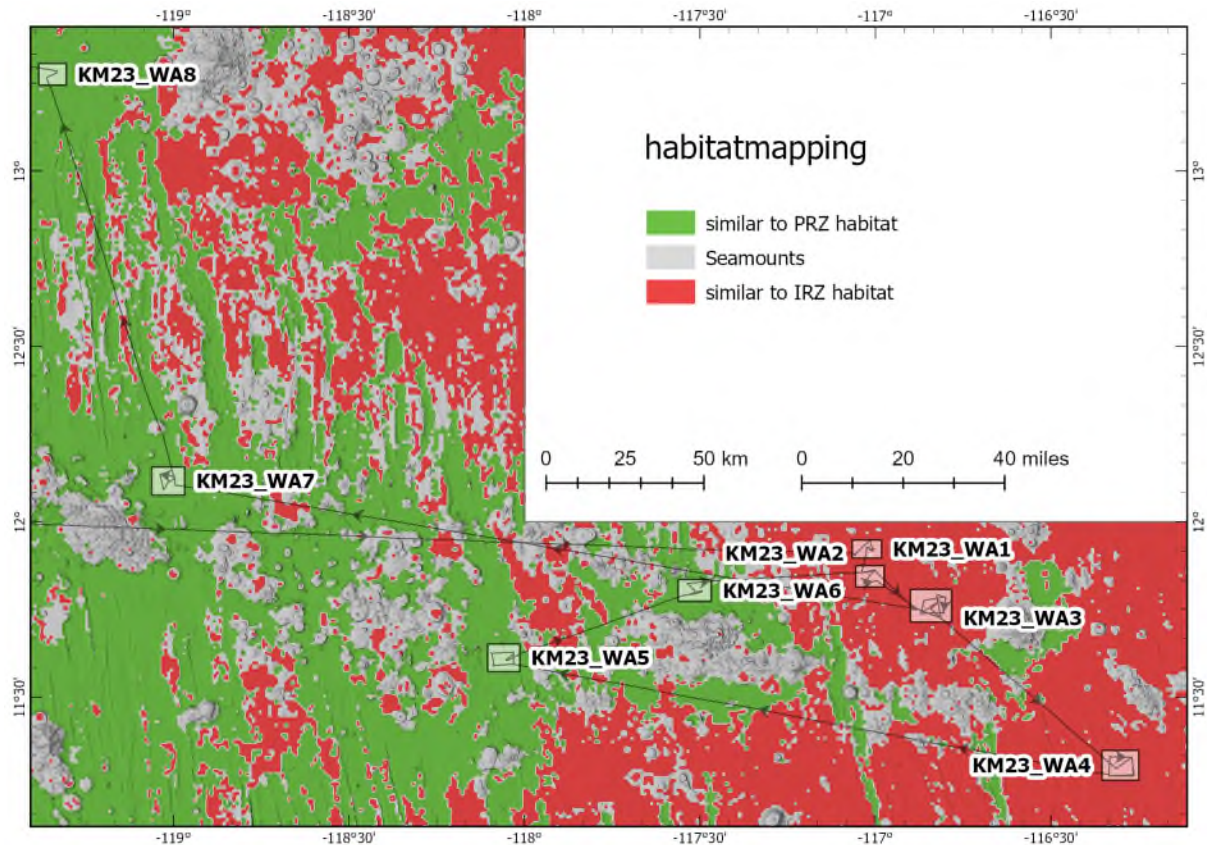 -119° -118°30' -118° -117°30' -117° -116°30'
KM23_WA8
habitatmapping
13° 13°
similar to PRZ habitat
Seamounts
similar to IRZ habitat
12°30' 12°30'
0 25 50 km 0 20 40 miles
KM23_WA7
12° 12°
KM23_WA2 KM23_WA1
KM23_WA6
KM23_WA3
KM23_WA5
11°30' 11°30'
KM23_WA4
-119° -118°30' -118° -117°30' -117° -116°30'